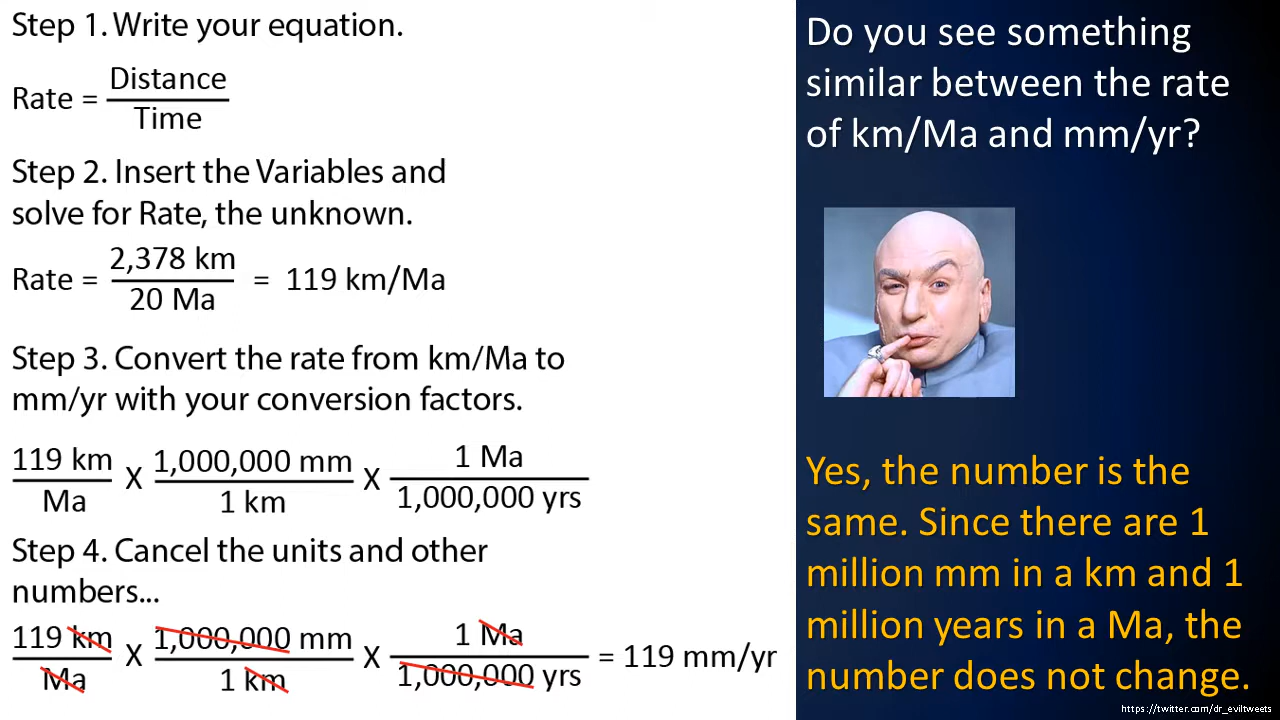 Step 1. Write your equation.
Rate = Distance
Time
Step 2. Insert the Variables and
solve for Rate, the unknown.
Rate = 2,378 km
20 Ma
= 119 km/Ma
Step 3. Convert the rate from km/Ma to
mm/yr with your conversion factors.
119 km
Ma
X
1,000,000 mm
1 km
X
1 Ma
1,000,000 yrs
Step 4. Cancel the units and other
numbers...
119 km
Ma
X
1,000,000 mm
1 km
X
1 Ma
1,000,000 yrs
= 119 mm/yr
Do you see something
similar between the rate
of km/Ma and mm/yr?
Yes, the number is the
same. Since there are 1
million mm in a km and 1
million years in a Ma, the
number does not change.
https://twitter.com/dr_eviltweets